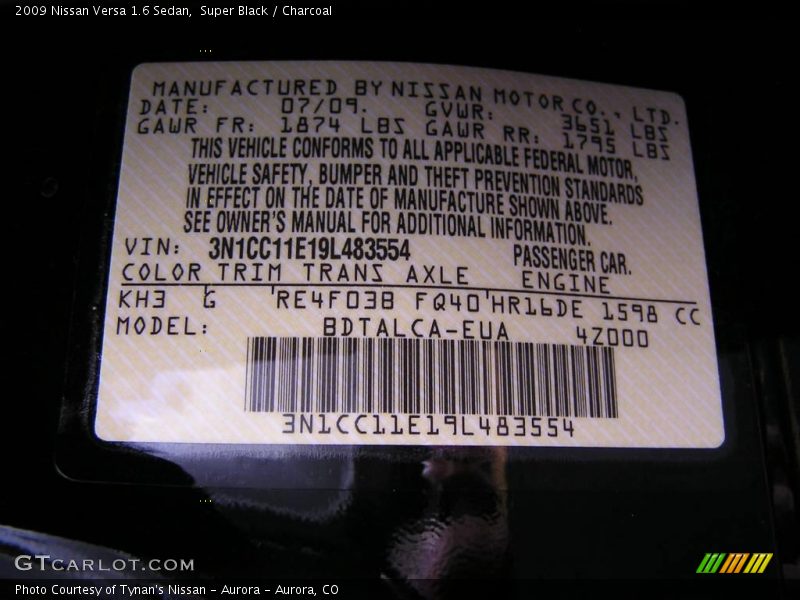 2009 Nissan Versa 1.6 Sedan,  Super Black / Charcoal
MANUFACTURED BY NISSAN MOTOR CO., LTD.
DATE: 07/09. GVWR: 3651 LBS
GAWR FR: 1874 LBS GAWR RR: 1795 LBS
THIS VEHICLE CONFORMS TO ALL APPLICABLE FEDERAL MOTOR,
VEHICLE SAFETY, BUMPER AND THEFT PREVENTION STANDARDS
IN EFFECT ON THE DATE OF MANUFACTURE SHOWN ABOVE.
SEE OWNER'S MANUAL FOR ADDITIONAL INFORMATION.
VIN: 3N1CC11E19L483554 PASSENGER CAR.
COLOR TRIM TRANS AXLE ENGINE
KH3 G RE4F03B FQ40 HR16DE 1598 CC
MODEL: BDTALCA-EUA 4Z000
3N1CC11E19L483554
GTCARLOT.COM
Photo Courtesy of Tynan's Nissan - Aurora - Aurora, CO